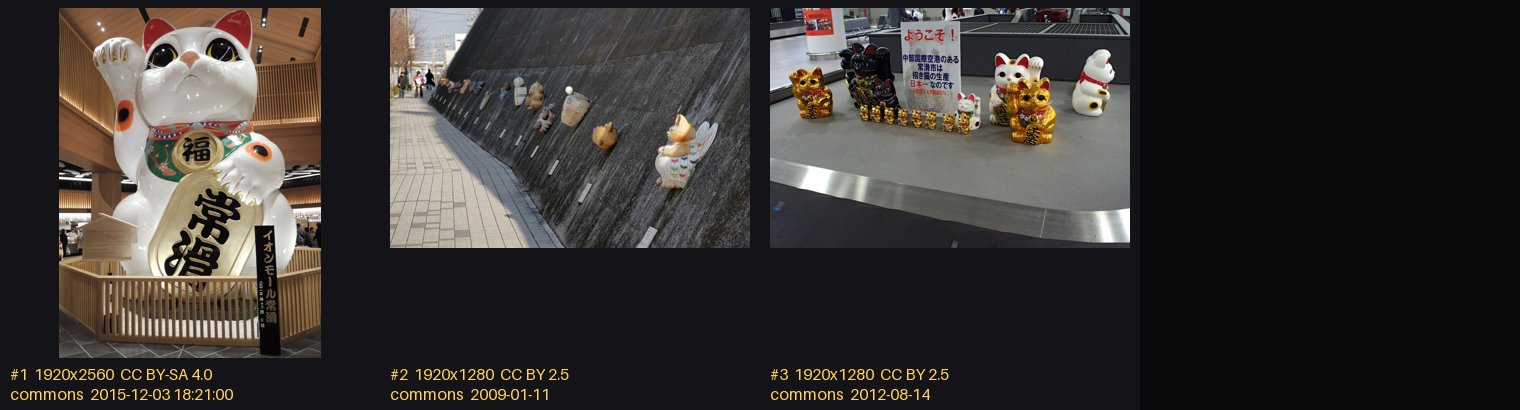 福
常滑
イオンモール常滑
ようこそ!
中部国際空港のある
常滑市は
招き猫の生産
日本一なのです
#1 1920x2560 CC BY-SA 4.0
commons 2015-12-03 18:21:00
#2 1920x1280 CC BY 2.5
commons 2009-01-11
#3 1920x1280 CC BY 2.5
commons 2012-08-14